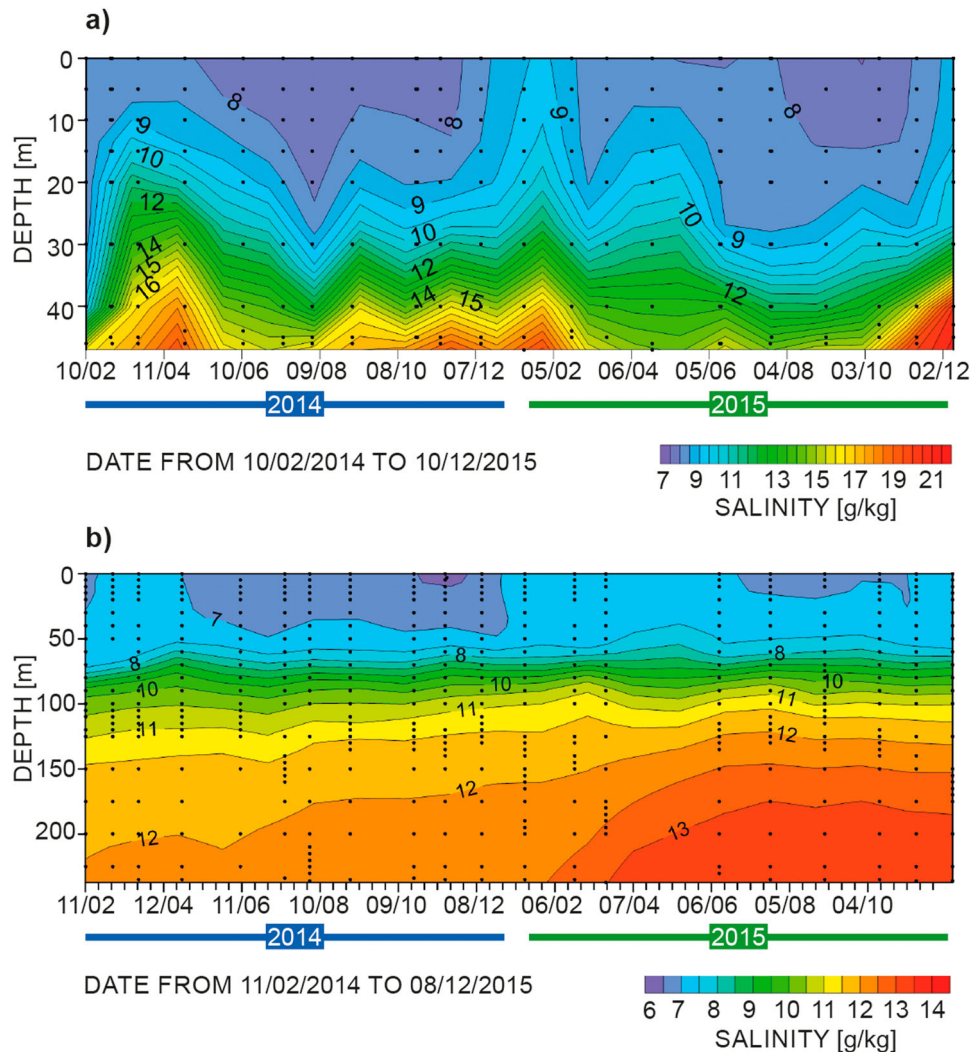 a)
0
10
20
30
40
DEPTH [m]
8
8
8
9
9
9
9
10
10
10
12
12
12
14
14
15
15
16
10/02 11/04 10/06 09/08 08/10 07/12 05/02 06/04 05/06 04/08 03/10 02/12
2014 2015
DATE FROM 10/02/2014 TO 10/12/2015
7 9 11 13 15 17 19 21
SALINITY [g/kg]
b)
0
50
100
150
200
DEPTH [m]
7
8 8 8
10 10 10
11 11 11
12 12 12
13
11/02 12/04 11/06 10/08 09/10 08/12 06/02 07/04 06/06 05/08 04/10
2014 2015
DATE FROM 11/02/2014 TO 08/12/2015
6 7 8 9 10 11 12 13 14
SALINITY [g/kg]